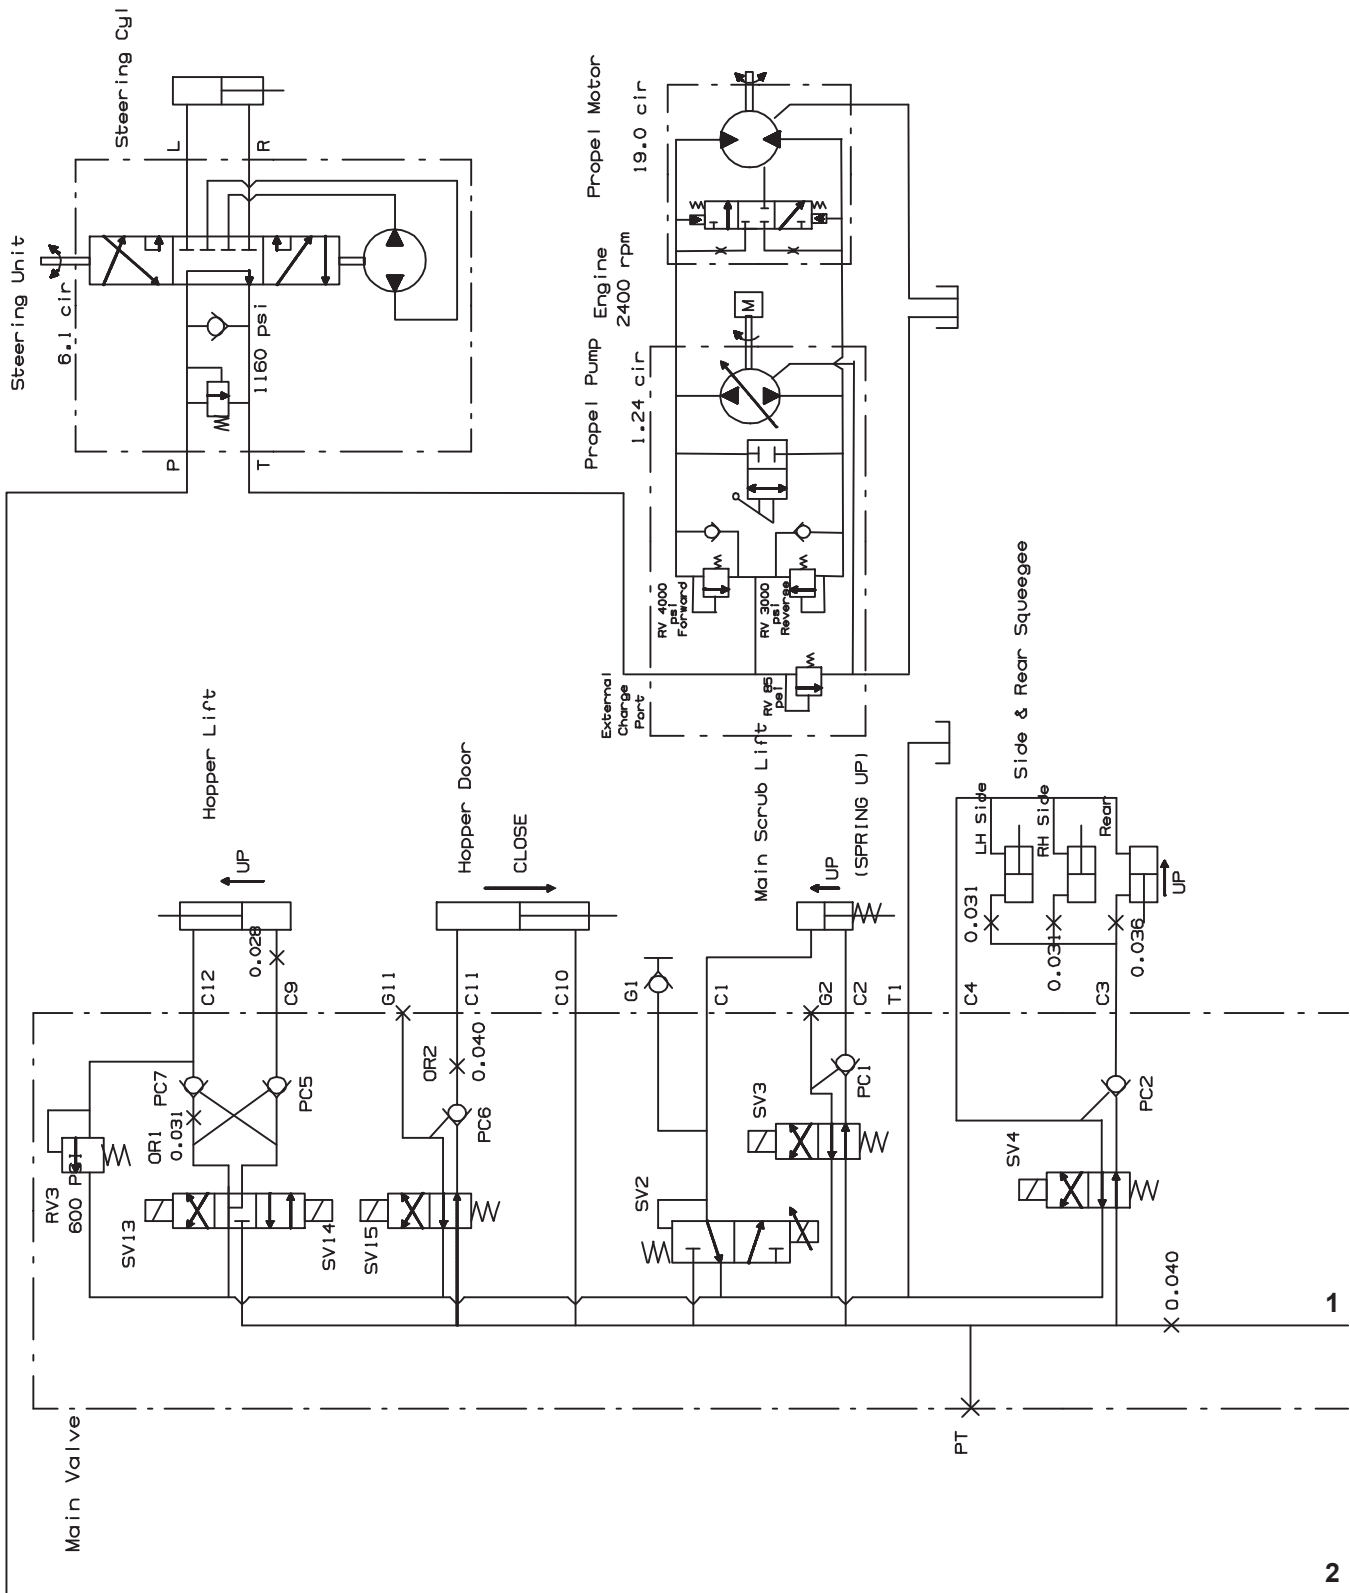 Steering Unit
6.1 cir
Steering Cyl
L
R
P
T
1160 psi
Propel Motor
19.0 cir
Engine
2400 rpm
M
Propel Pump
1.24 cir
RV 4000
psi
Forward
RV 3000
psi
Reverse
External
Charge
Port
RV 85
psi
Hopper Lift
UP
Hopper Door
CLOSE
Main Scrub Lift
UP
(SPRING UP)
Side & Rear Squeegee
LH Side
RH Side
Rear
UP
0.028
0.031
0.031
0.036
C12
C9
G11
C11
C10
G1
C1
G2
C2
T1
C4
C3
PC7
OR1
0.031
PC5
RV3
600 PSI
SV13
SV14
OR2
0.040
PC6
SV15
SV2
SV3
PC1
SV4
PC2
0.040
PT
Main Valve
1
2